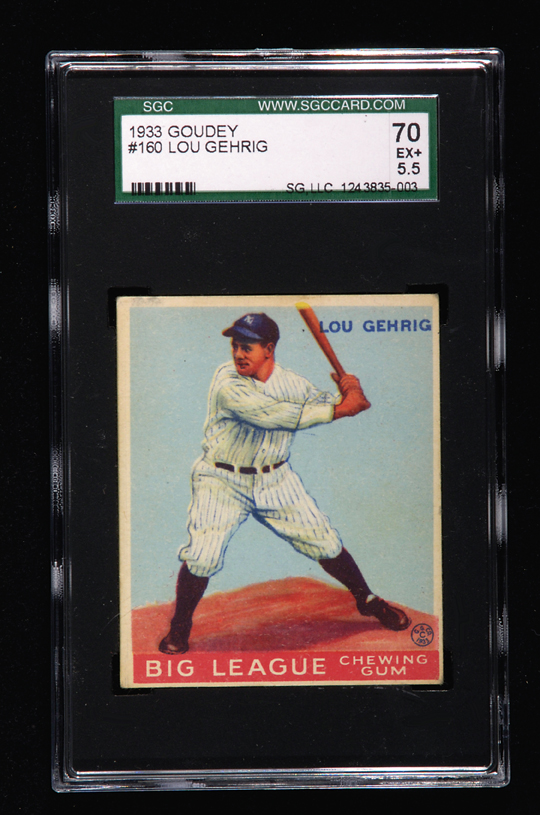 SGC WWW.SGCCARD.COM
1933 GOUDEY
#160 LOU GEHRIG
70
EX+
5.5
SG LLC 1243835-003
LOU GEHRIG
BIG LEAGUE CHEWING GUM